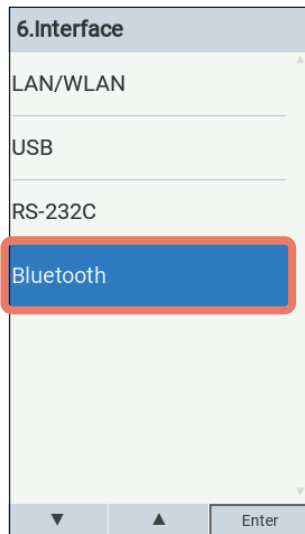 6.Interface
LAN/WLAN
USB
RS-232C
Bluetooth
▼ ▲ Enter